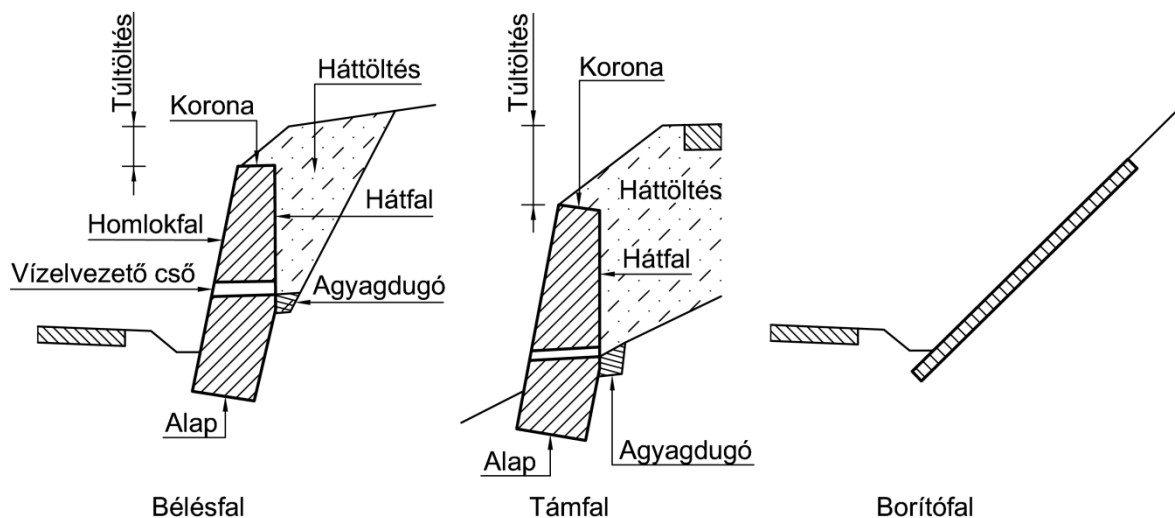 Túltöltés
Korona
Háttöltés
Homlokfal
Hátfal
Vízelvezető cső
Agyagdugó
Alap
Bélésfal
Túltöltés
Korona
Háttöltés
Hátfal
Alap
Agyagdugó
Támfal
Borítófal